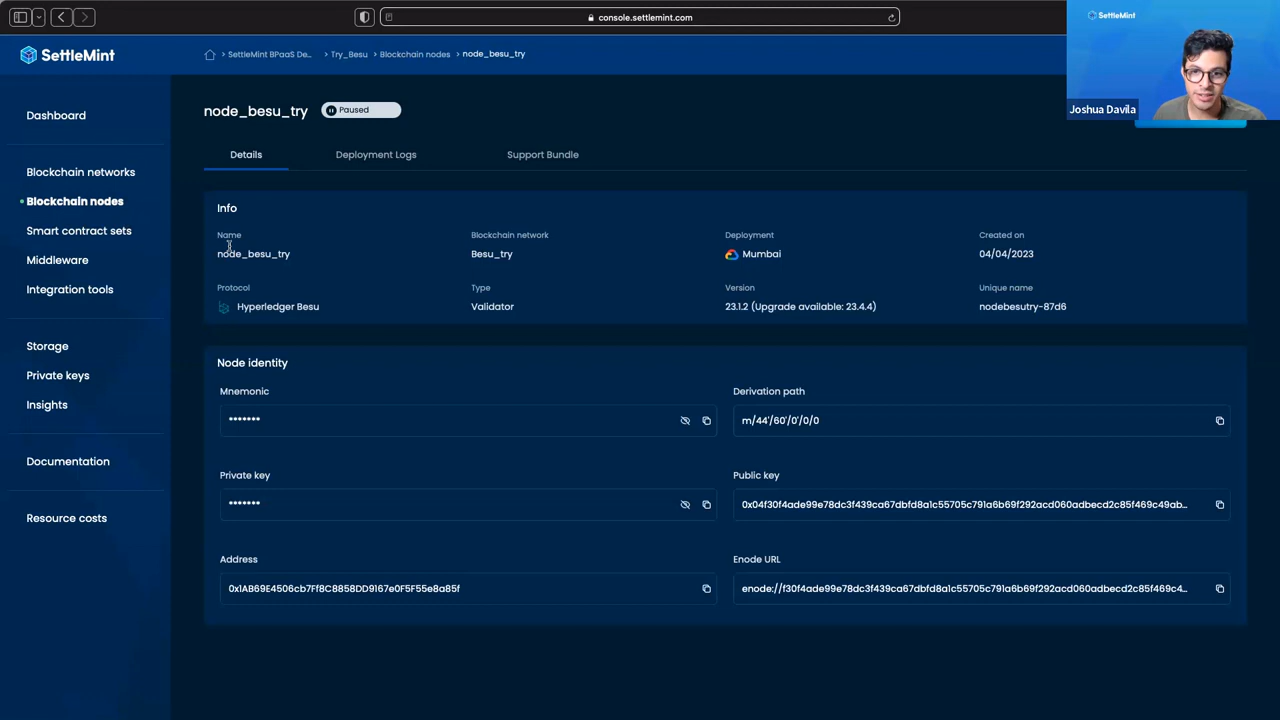 console.settlemint.com
SettleMint
SettleMint
SettleMint BPaaS De... > Try_Besu > Blockchain nodes > node_besu_try
Joshua Davila
node_besu_try
Paused
Dashboard
Blockchain networks
Blockchain nodes
Smart contract sets
Middleware
Integration tools
Storage
Private keys
Insights
Documentation
Resource costs
Details Deployment Logs Support Bundle
Info
Name Blockchain network Deployment Created on
node_besu_try Besu_try Mumbai 04/04/2023
Protocol Type Version Unique name
Hyperledger Besu Validator 23.1.2 (Upgrade available: 23.4.4) nodebesutry-87d6
Node identity
Mnemonic Derivation path
******* m/44'/60'/0'/0/0
Private key Public key
******* 0x04f30f4ade99e78dc3f439ca67dbfd8a1c55705c791a6b69f292acd060adbecd2c85f469c49ab...
Address Enode URL
0x1AB69E4506cb7Ff8C8858DD9167e0F5F55e8a85f enode://f30f4ade99e78dc3f439ca67dbfd8a1c55705c791a6b69f292acd060adbecd2c85f469c4...